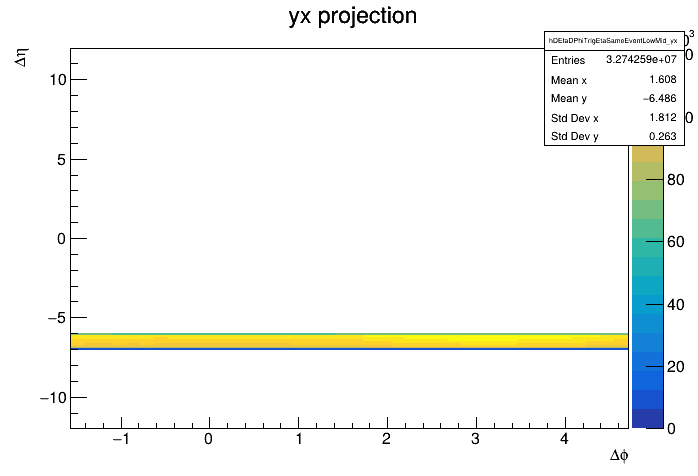 yx projection
hDEtaDPhiTrigEtaSameEventLowMid_yx
Entries 3.274259e+07
Mean x 1.608
Mean y −6.486
Std Dev x 1.812
Std Dev y 0.263
Δη
10
5
0
−5
−10
−1
0
1
2
3
4
Δϕ
80
60
40
20
0